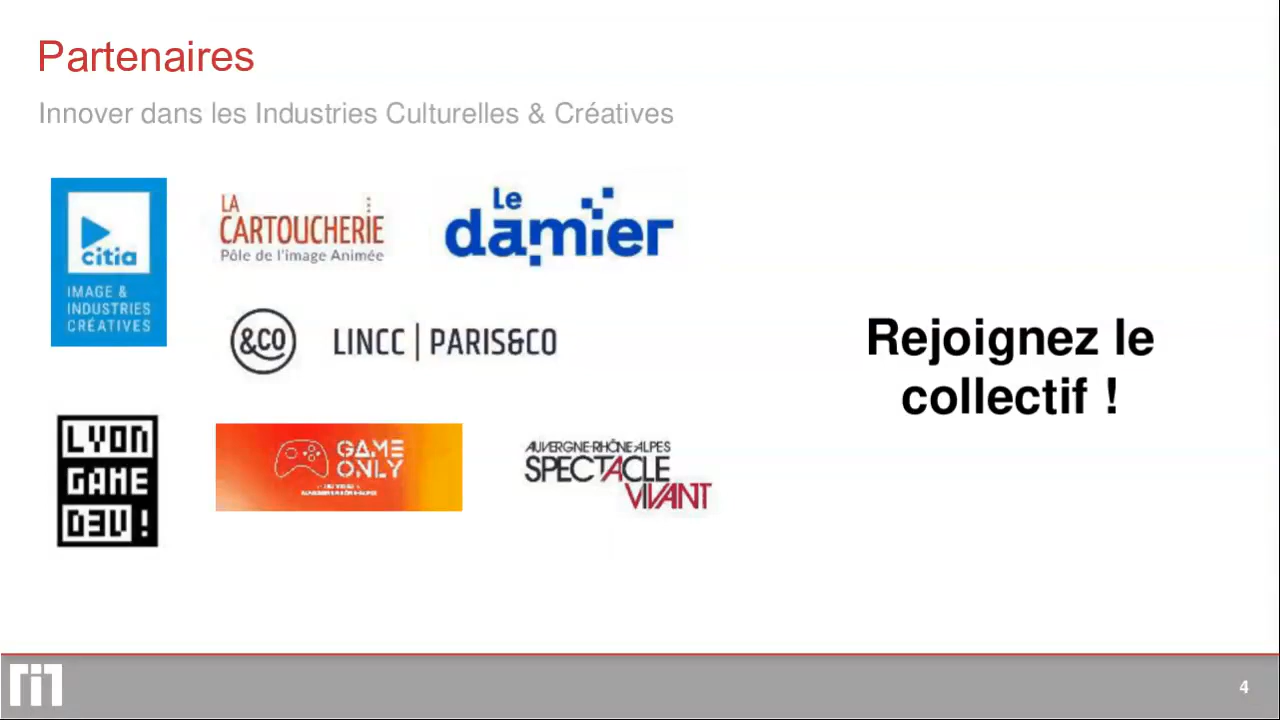 Partenaires
Innover dans les Industries Culturelles & Créatives
citia
IMAGE &
INDUSTRIES
CRÉATIVES
LA
CARTOUCHERIE
Pôle de l'image Animée
Le
damier
&CO
LINCC | PARIS&CO
Rejoignez le
collectif !
LYON
GAME
D3V!
GAME
ONLY
AUVERGNE-RHÔNE-ALPES
SPECTACLE
VIVANT
4